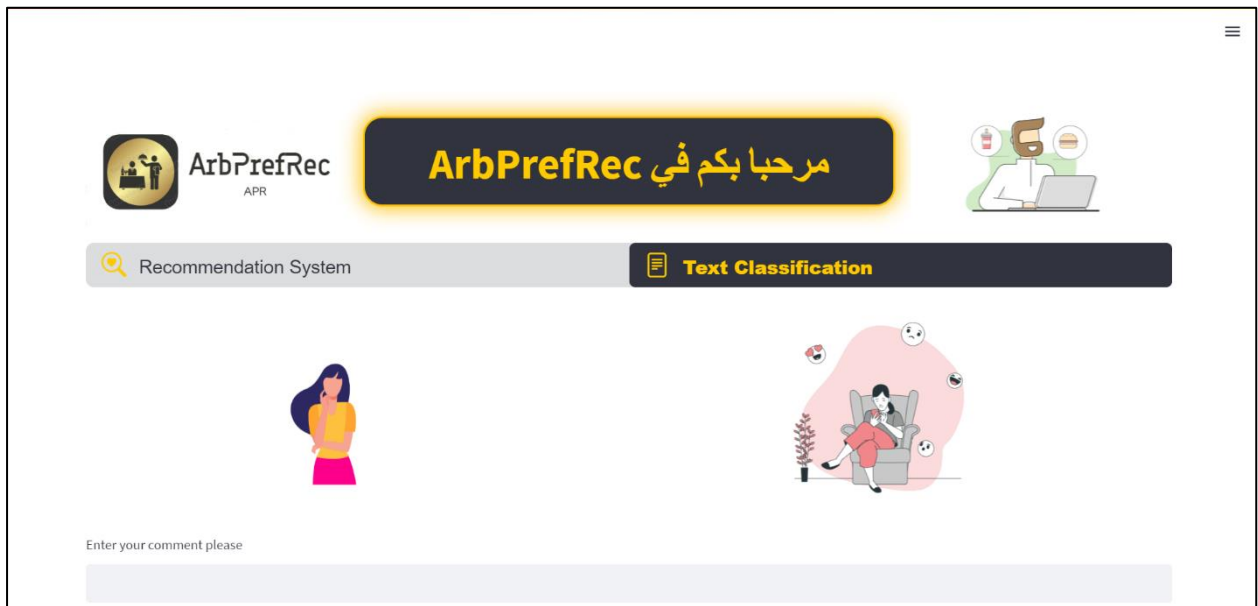 ArbPrefRec
APR
مرحبا بكم في ArbPrefRec
Recommendation System
Text Classification
Enter your comment please